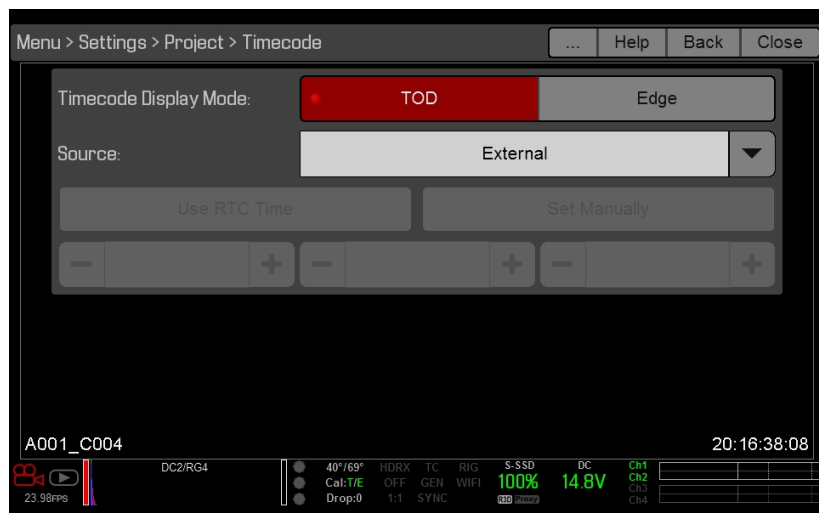 Menu > Settings > Project > Timecode ... Help Back Close
Timecode Display Mode: TOD Edge
Source: External
Use RTC Time Set Manually
A001_C004 20:16:38:08
DC2/RG4 40°/69° HDRX TC RIG S-SSD DC Ch1
Cal:T/E OFF GEN WIFI 100% 14.8V Ch2
23.98FPS Drop:0 1:1 SYNC R3D Proxy Ch3
Ch4